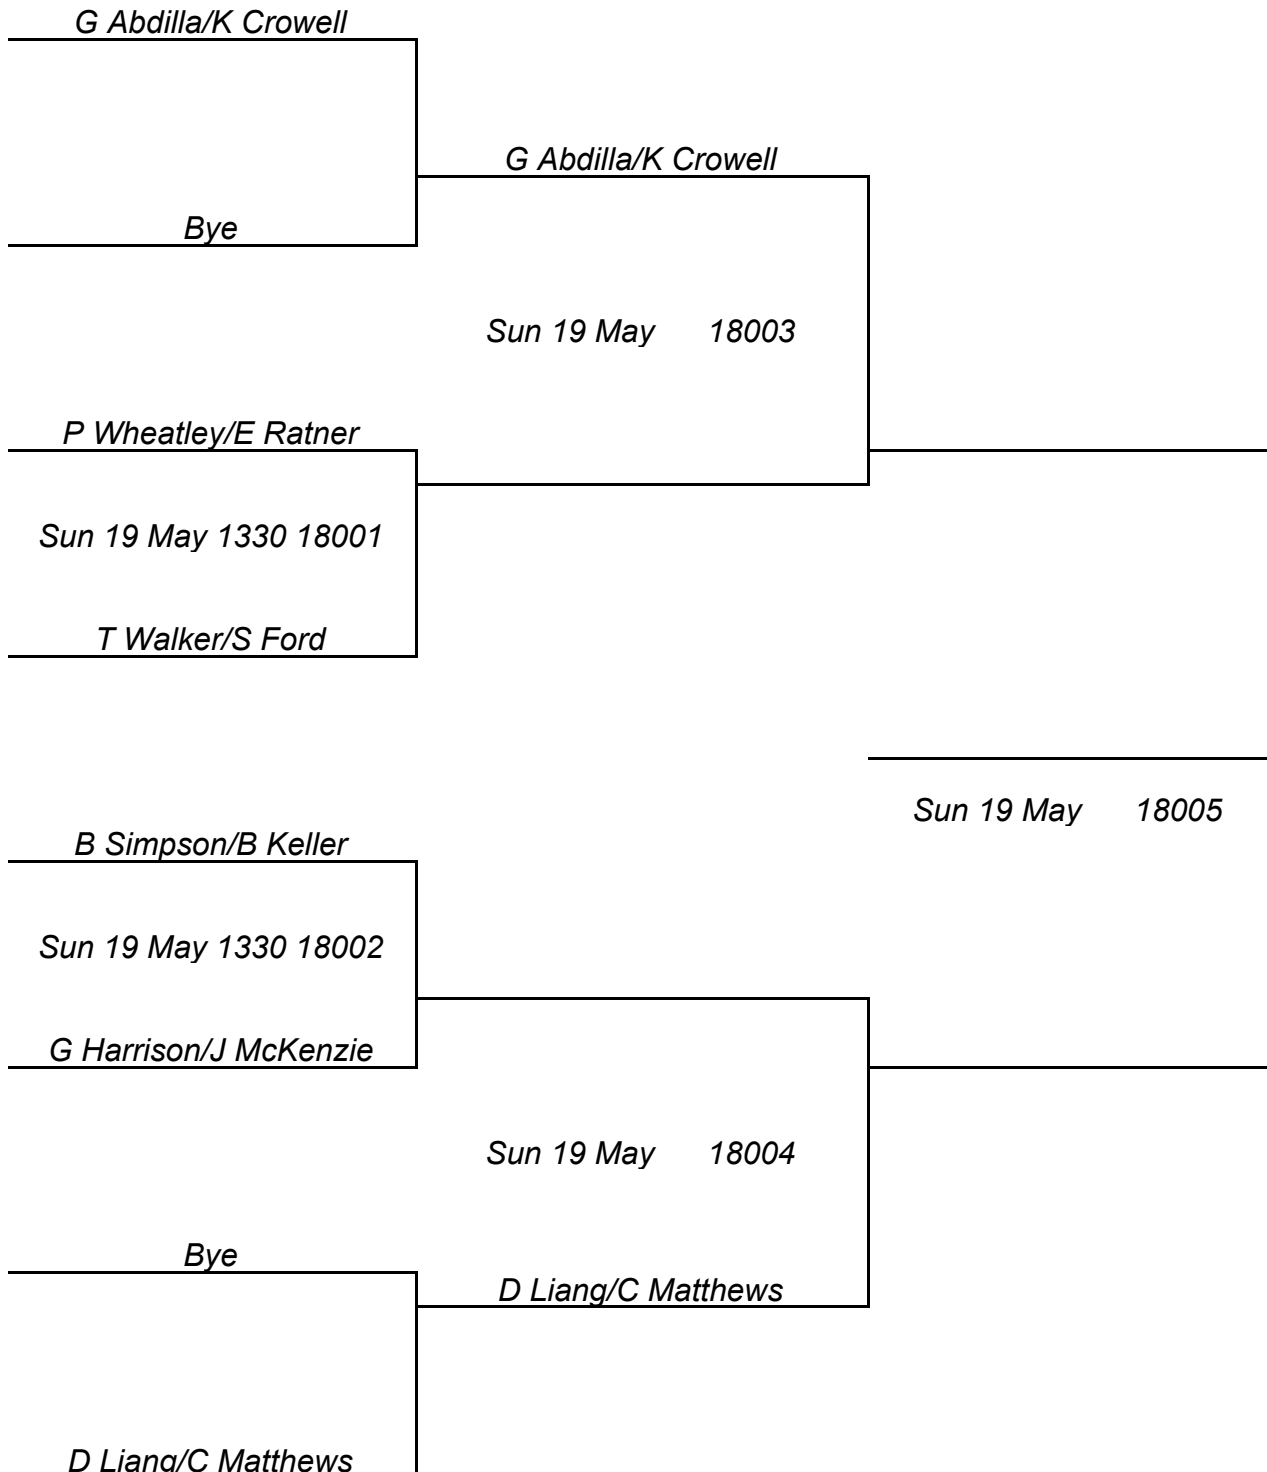 G Abdilla/K Crowell
G Abdilla/K Crowell
Bye
Sun 19 May 18003
P Wheatley/E Ratner
Sun 19 May 1330 18001
T Walker/S Ford
Sun 19 May 18005
B Simpson/B Keller
Sun 19 May 1330 18002
G Harrison/J McKenzie
Sun 19 May 18004
Bye
D Liang/C Matthews
D Liang/C Matthews